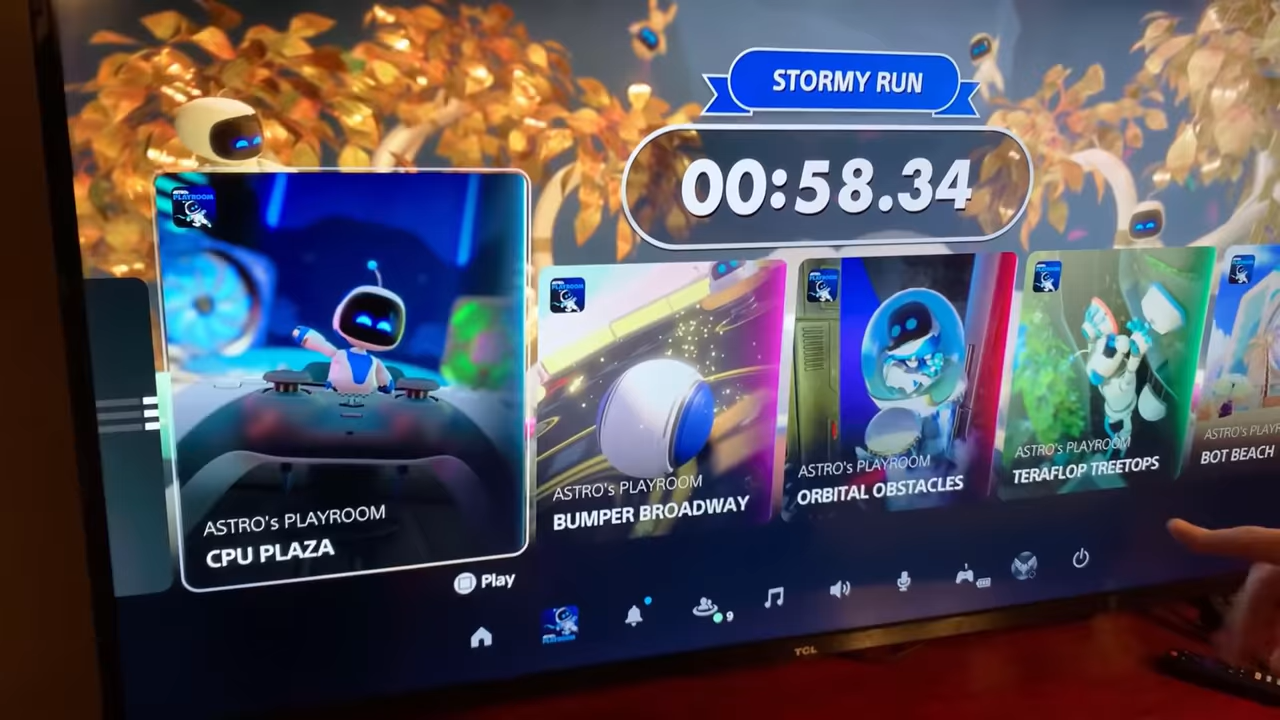 STORMY RUN
00:58.34
ASTRO's PLAYROOM
CPU PLAZA
Play
ASTRO's PLAYROOM
BUMPER BROADWAY
ASTRO's PLAYROOM
ORBITAL OBSTACLES
ASTRO's PLAYROOM
TERAFLOP TREETOPS
ASTRO's PLAYR
BOT BEACH
9
TCL